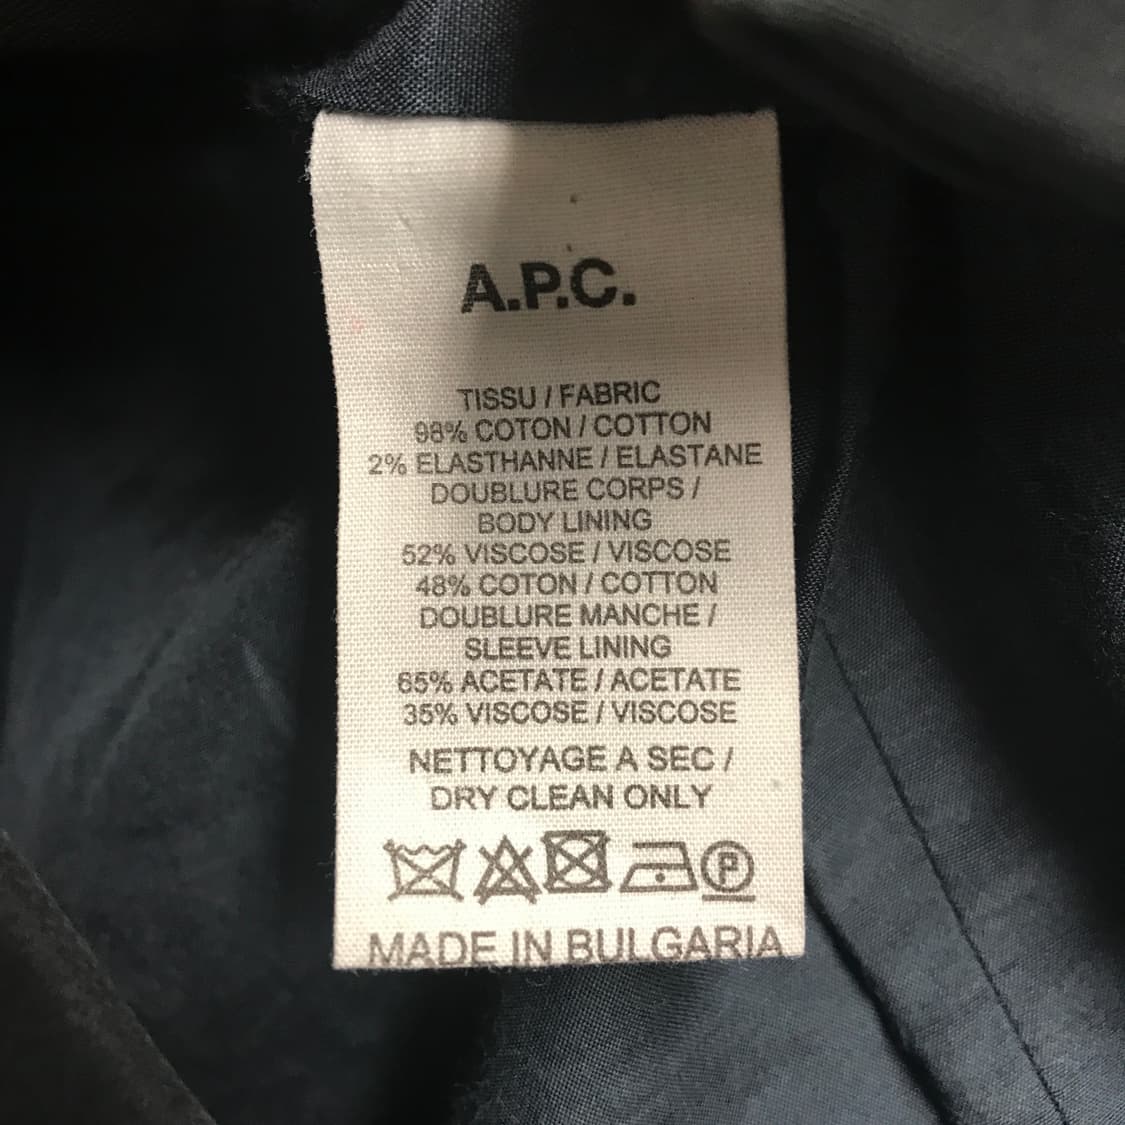 A.P.C.
TISSU / FABRIC
98% COTON / COTTON
2% ELASTHANNE / ELASTANE
DOUBLURE CORPS /
BODY LINING
52% VISCOSE / VISCOSE
48% COTON / COTTON
DOUBLURE MANCHE /
SLEEVE LINING
65% ACETATE / ACETATE
35% VISCOSE / VISCOSE
NETTOYAGE A SEC /
DRY CLEAN ONLY
P
MADE IN BULGARIA